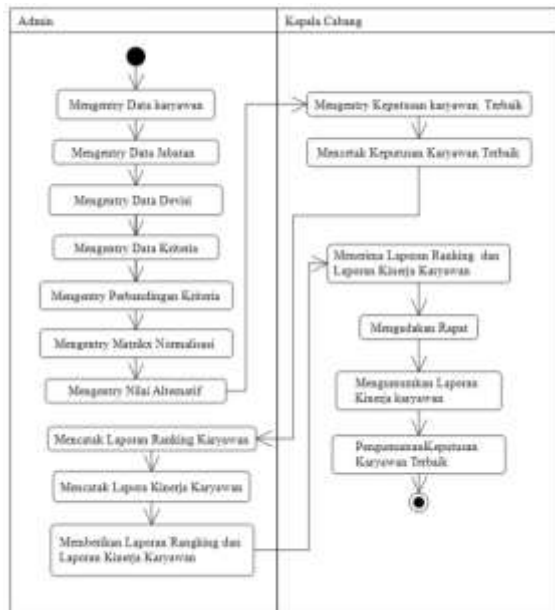 Admin
Kepala Cabang
Mengentry Data karyawan
Mengentry Data Jabatan
Mengentry Data Devisi
Mengentry Data Kriteria
Mengentry Perbandingan Kriteria
Mengentry Matriks Normalisasi
Mengentry Nilai Alternatif
Mengentry Keputusan karyawan Terbaik
Mencetak Keputusan Karyawan Terbaik
Mencatak Laporan Ranking Karyawan
Mencatak Lapora Kinerja Karyawan
Memberikan Laporan Rangking dan
Laporan Kinerja Karyawan
Menerima Laporan Ranking dan
Laporan Kinerja Karyawan
Mengadakan Rapat
Mengumumkan Laporan
Kinerja karyawan
PengumumanKeputusan
Karyawan Terbaik